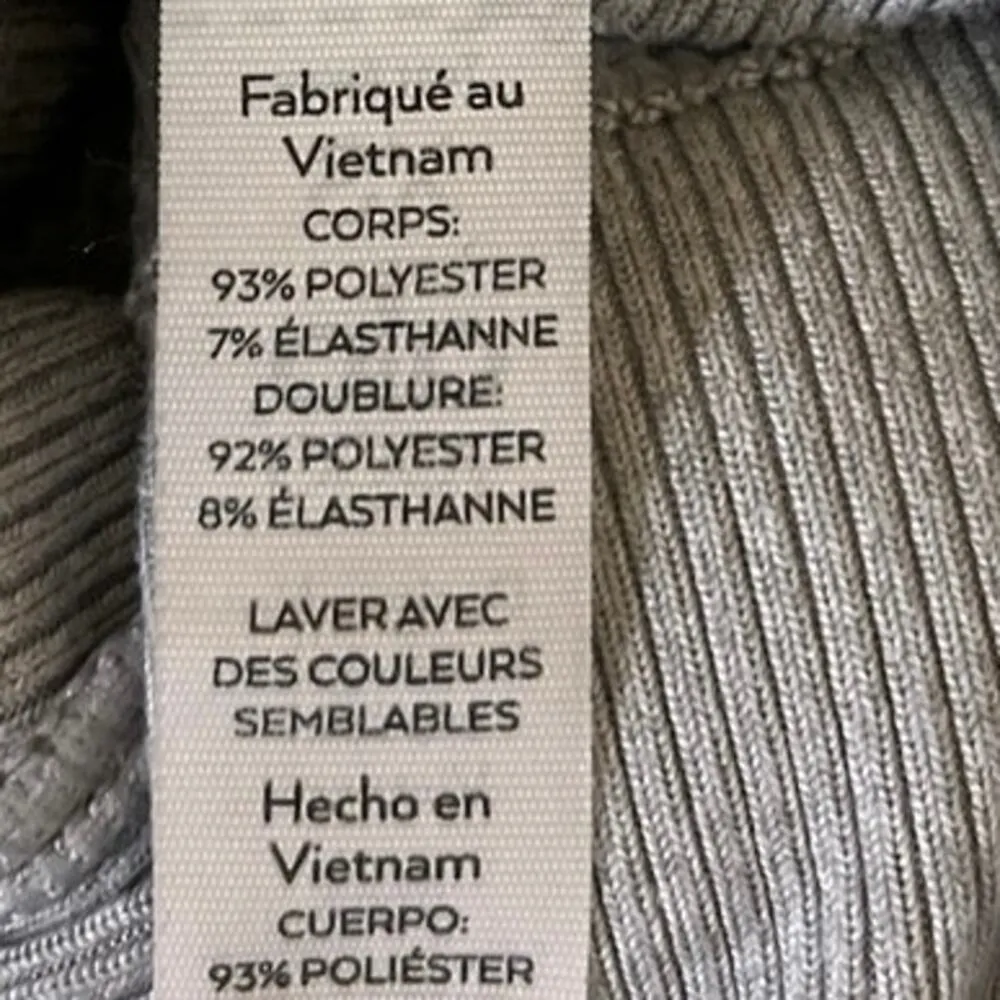 Fabriqué au
Vietnam
CORPS:
93% POLYESTER
7% ÉLASTHANNE
DOUBLURE:
92% POLYESTER
8% ÉLASTHANNE
LAVER AVEC
DES COULEURS
SEMBLABLES
Hecho en
Vietnam
CUERPO:
93% POLIÉSTER